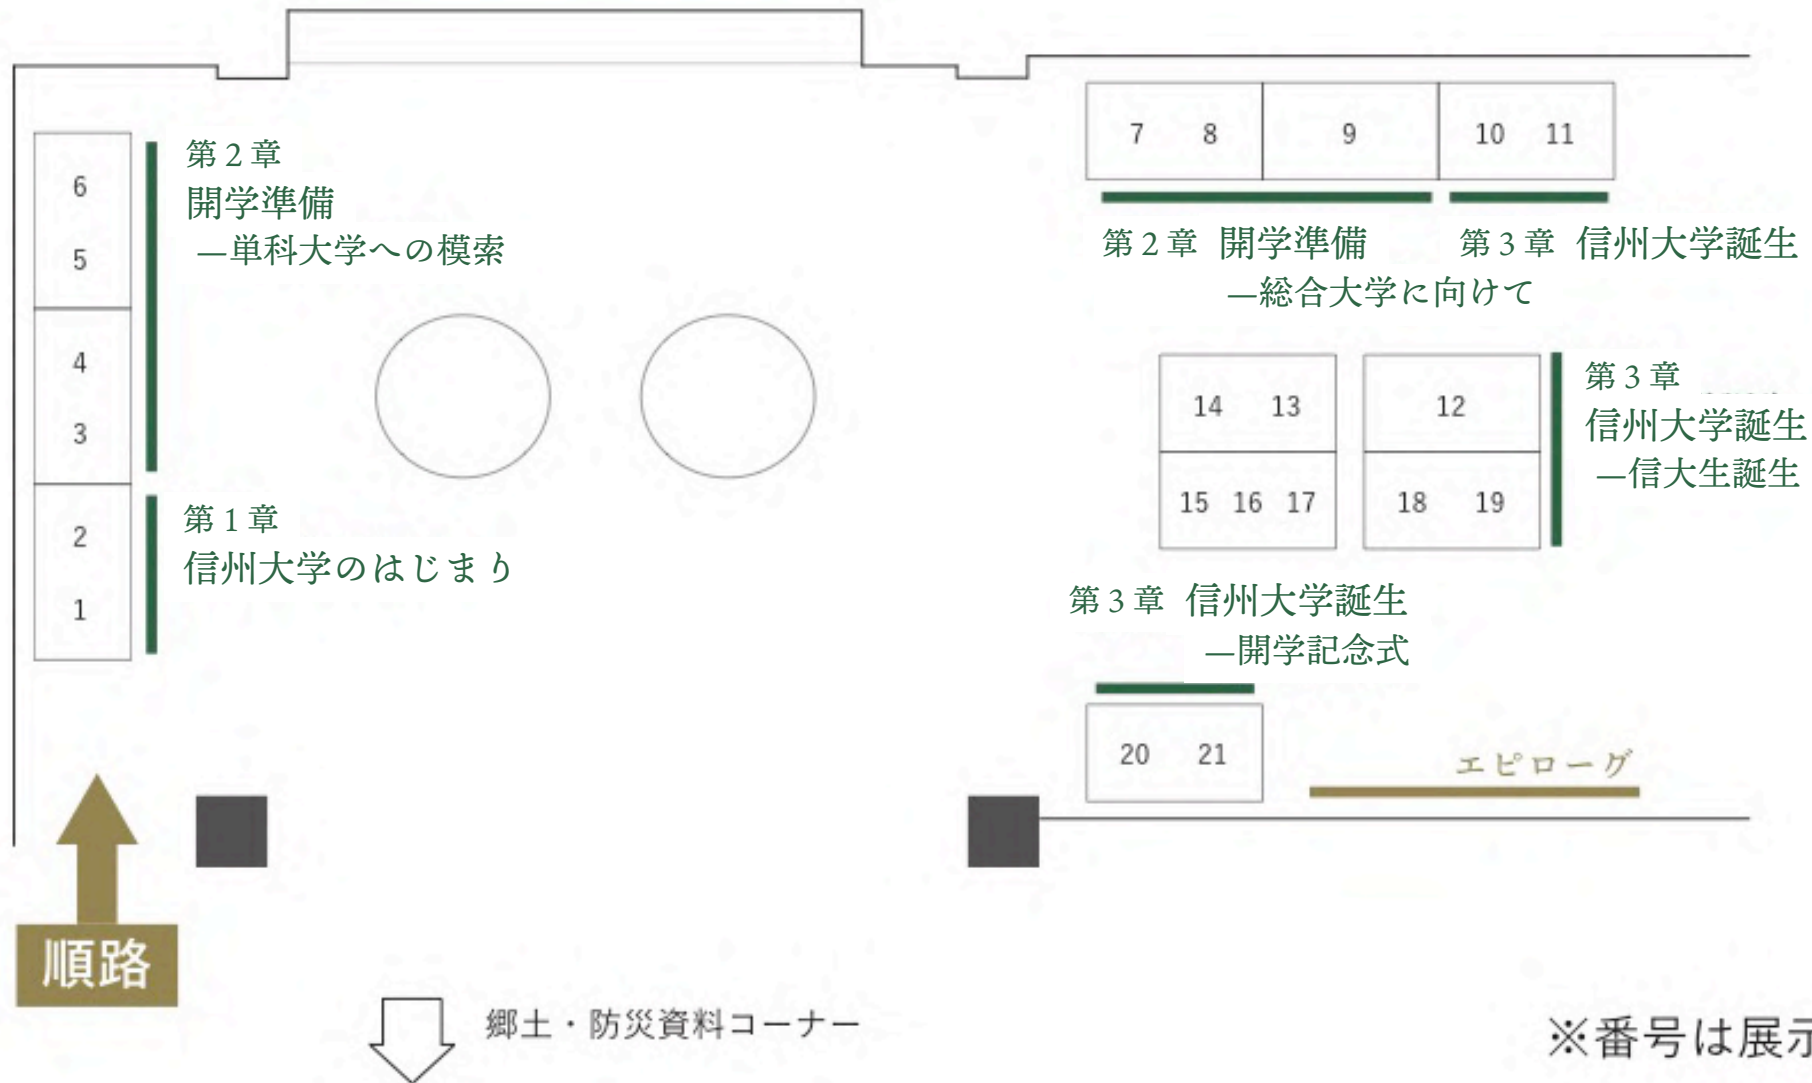 6
5
4
3
2
1
第2章
開学準備
―単科大学への模索
第1章
信州大学のはじまり
7 8 9 10 11
第2章 開学準備
―総合大学に向けて
第3章 信州大学誕生
14 13 12
15 16 17 18 19
第3章
信州大学誕生
―信大生誕生
第3章 信州大学誕生
―開学記念式
20 21
エピローグ
順路
郷土・防災資料コーナー
※番号は展示